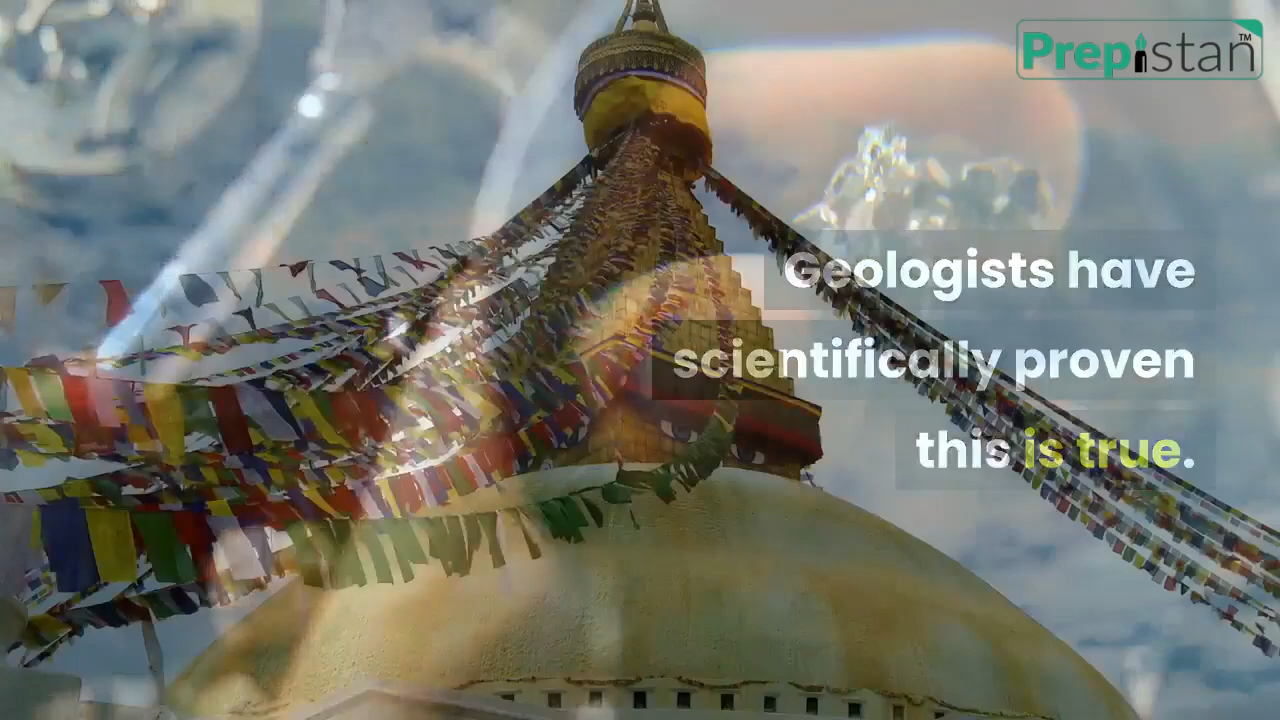 Prepistan™
Geologists have
scientifically proven
this is true.